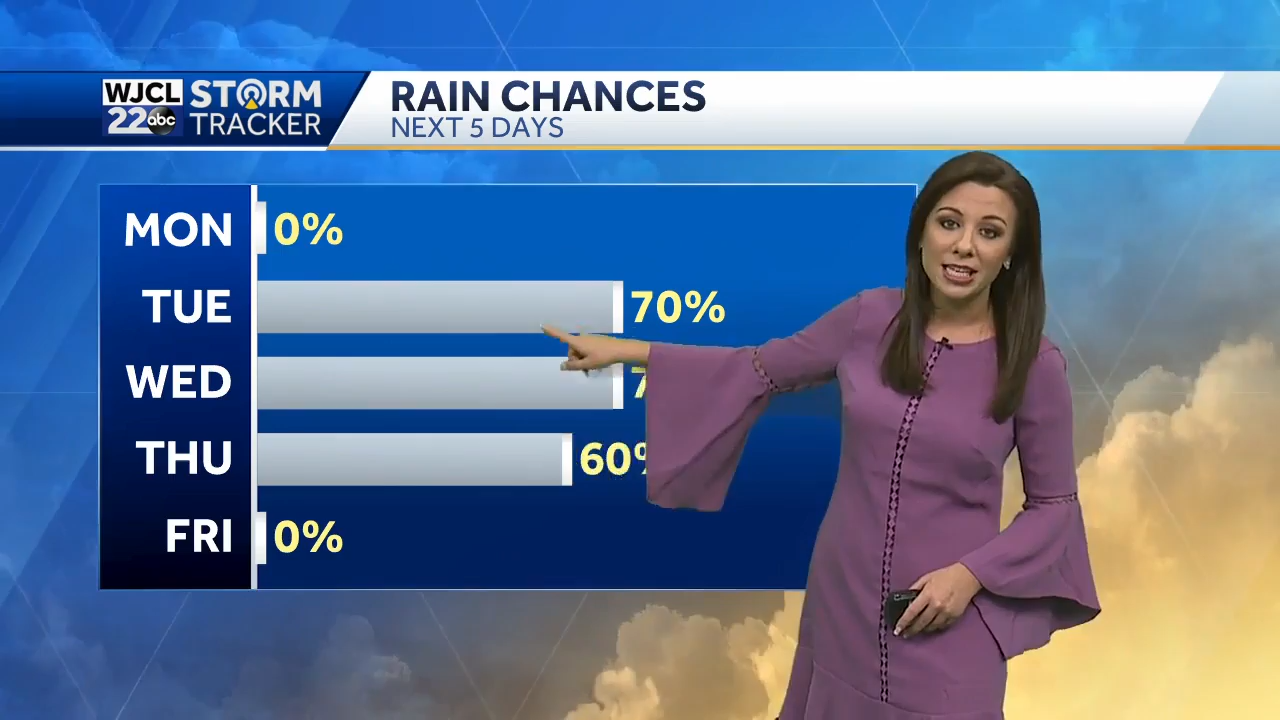 WJCL
22 abc
STORM
TRACKER
RAIN CHANCES
NEXT 5 DAYS
MON 0%
TUE 70%
WED 7
THU 60%
FRI 0%